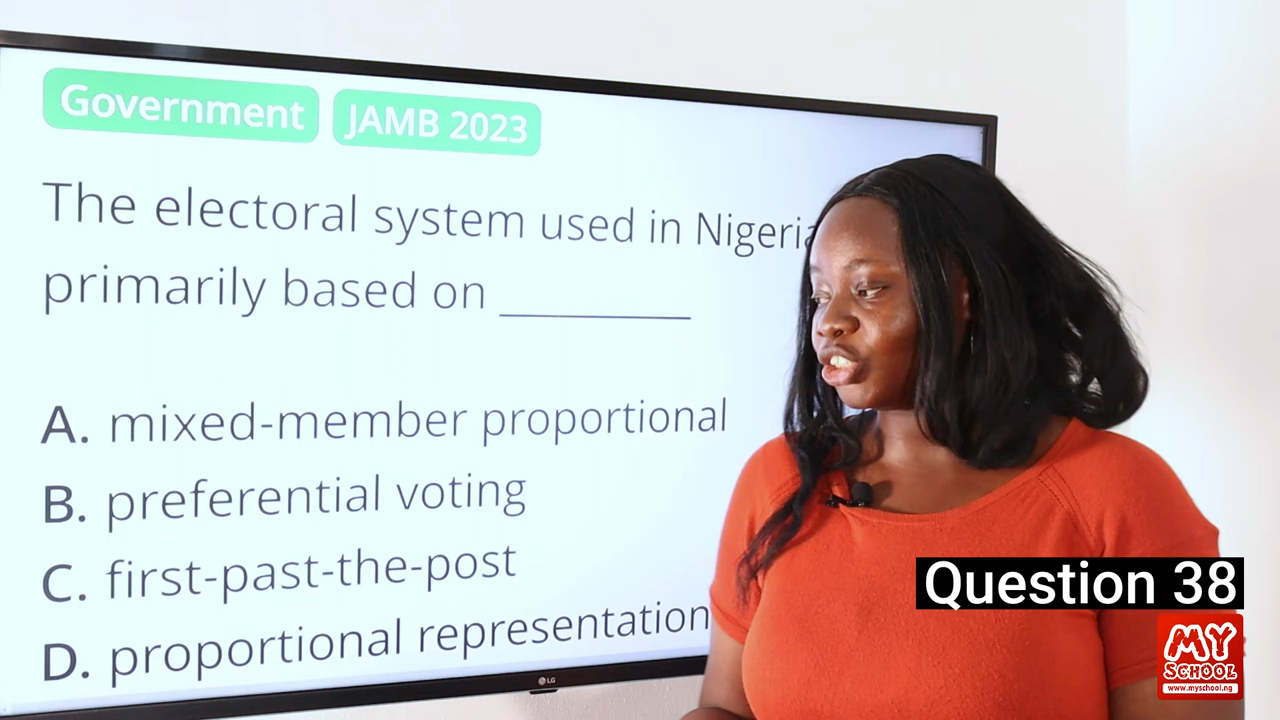 Government JAMB 2023
The electoral system used in Nigeria
primarily based on __________
A. mixed-member proportional
B. preferential voting
C. first-past-the-post
D. proportional representation
LG
Question 38
MY
SCHOOL
www.myschool.ng